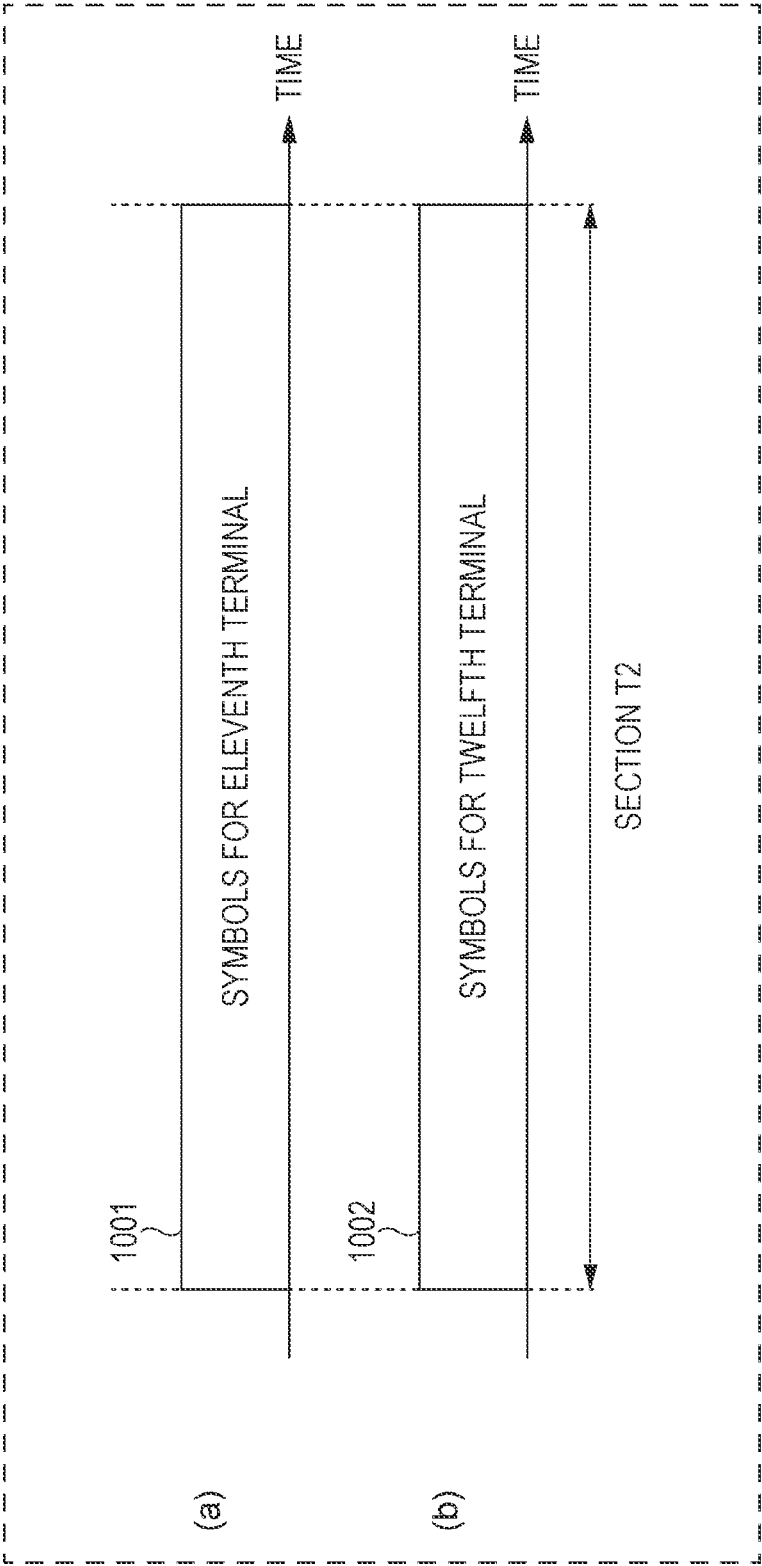 (a)
1001
SYMBOLS FOR ELEVENTH TERMINAL
TIME
(b)
1002
SYMBOLS FOR TWELFTH TERMINAL
TIME
SECTION T2